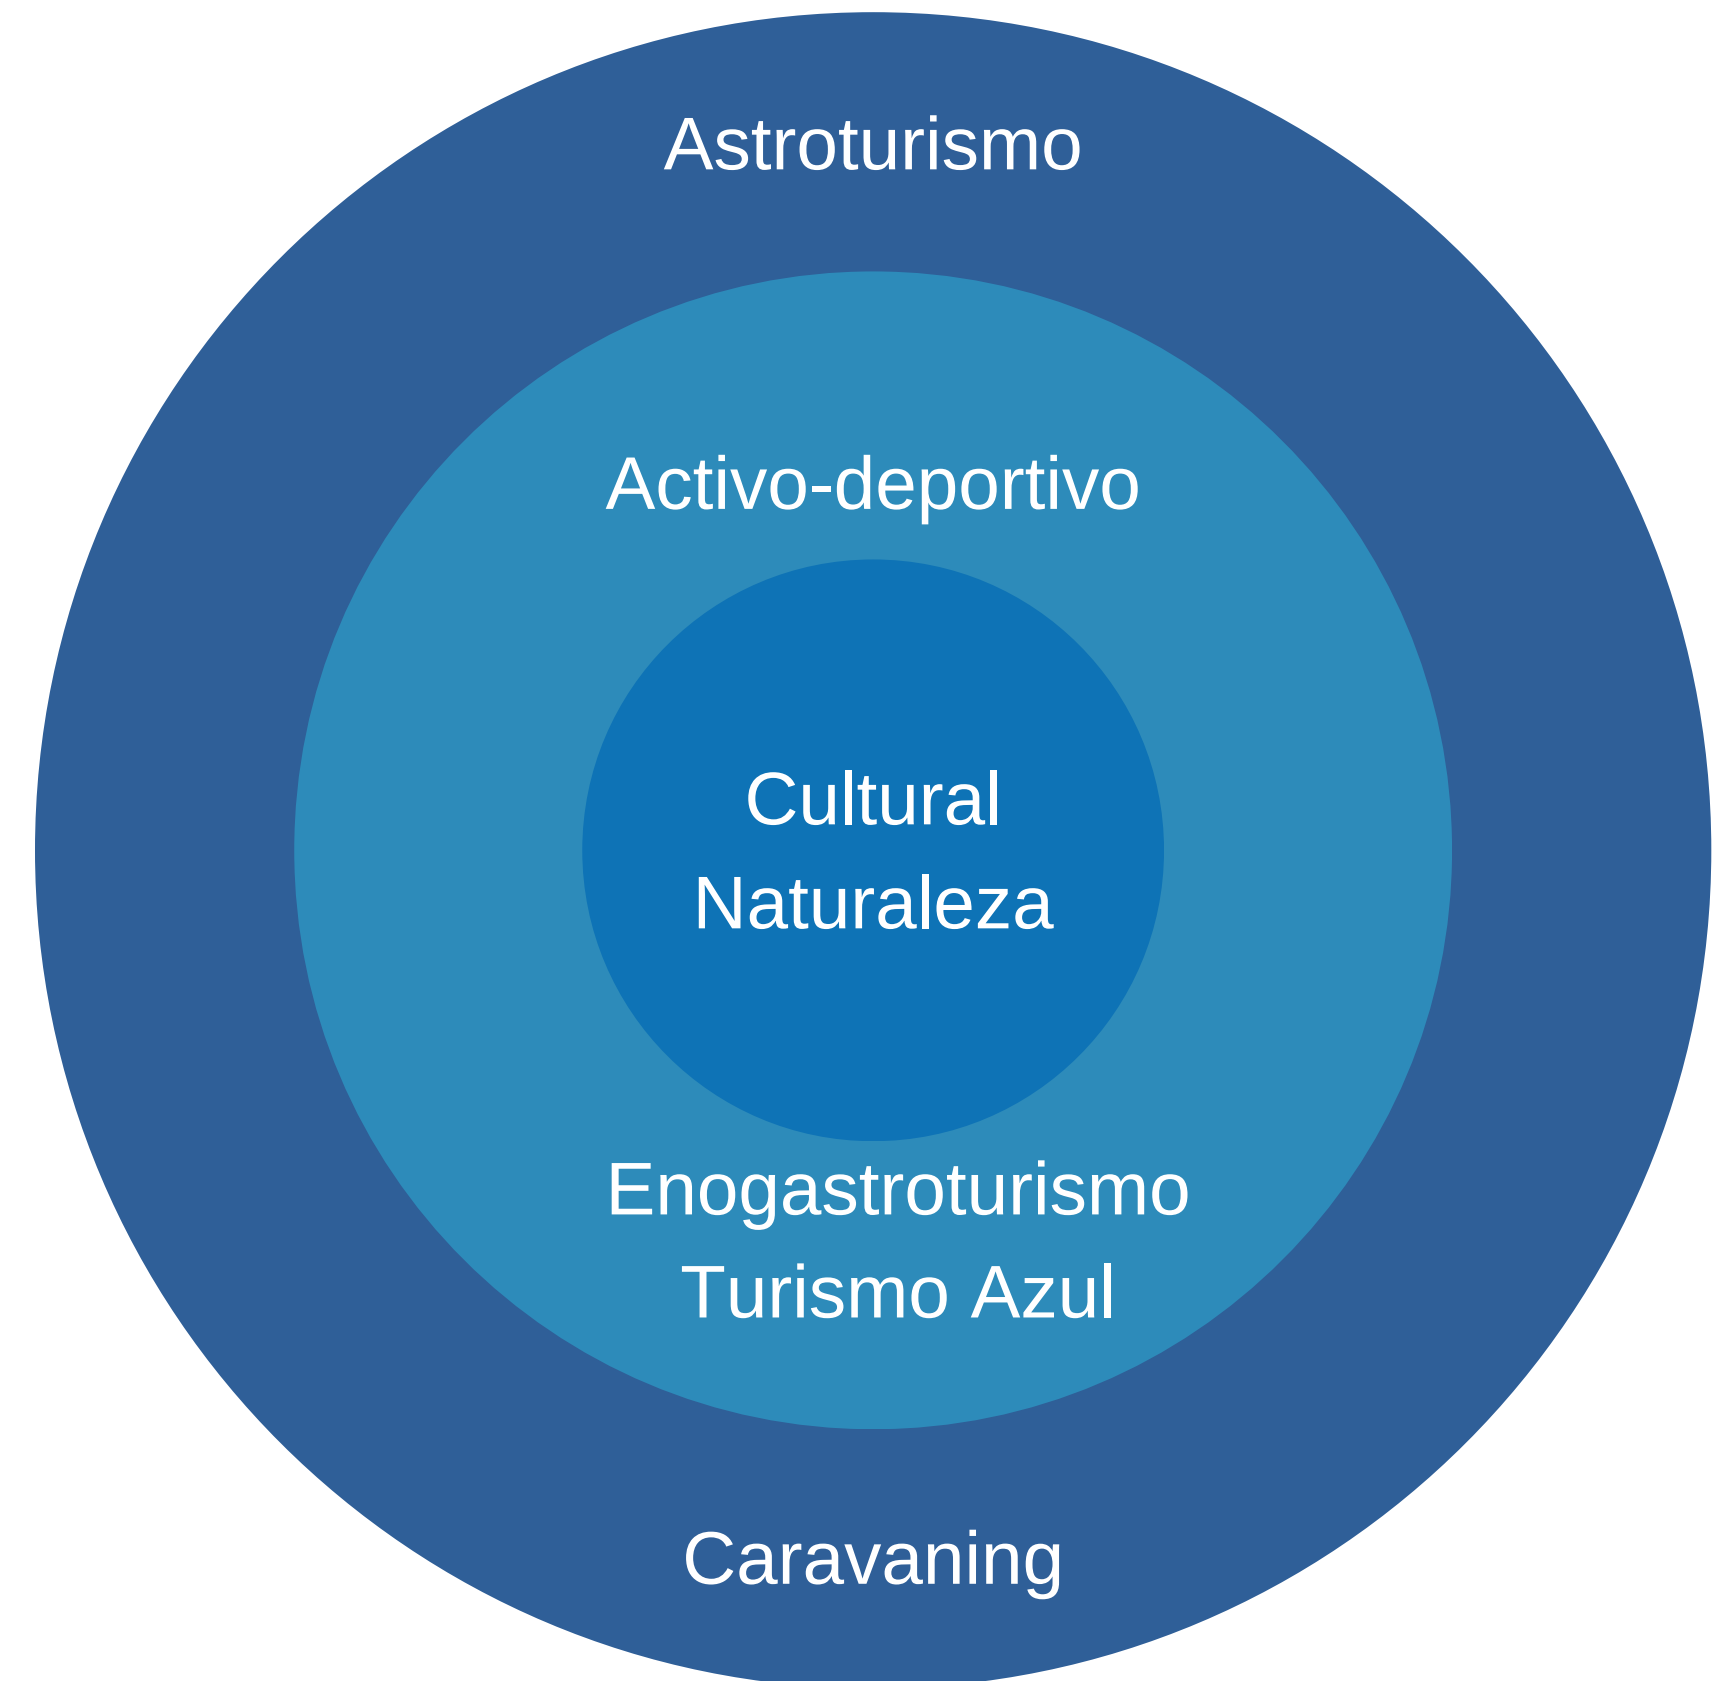 Astroturismo
Activo-deportivo
Cultural
Naturaleza
Enogastroturismo
Turismo Azul
Caravaning